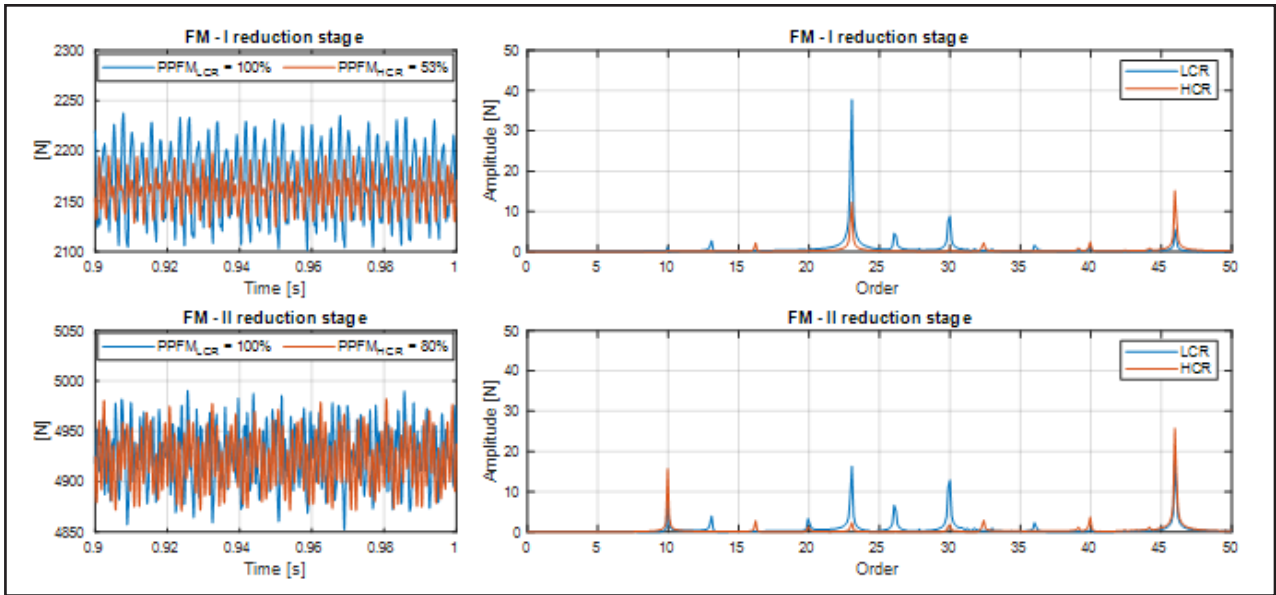 FM - I reduction stage
2300
2250
2200
2150
2100
[N]
PPFM_LCR = 100% PPFM_HCR = 53%
0.9 0.92 0.94 0.96 0.98 1
Time [s]
FM - I reduction stage
50
40
30
20
10
0
Amplitude [N]
LCR
HCR
0 5 10 15 20 25 30 35 40 45 50
Order
FM - II reduction stage
5050
5000
4950
4900
4850
[N]
PPFM_LCR = 100% PPFM_HCR = 80%
0.9 0.92 0.94 0.96 0.98 1
Time [s]
FM - II reduction stage
50
40
30
20
10
0
Amplitude [N]
LCR
HCR
0 5 10 15 20 25 30 35 40 45 50
Order